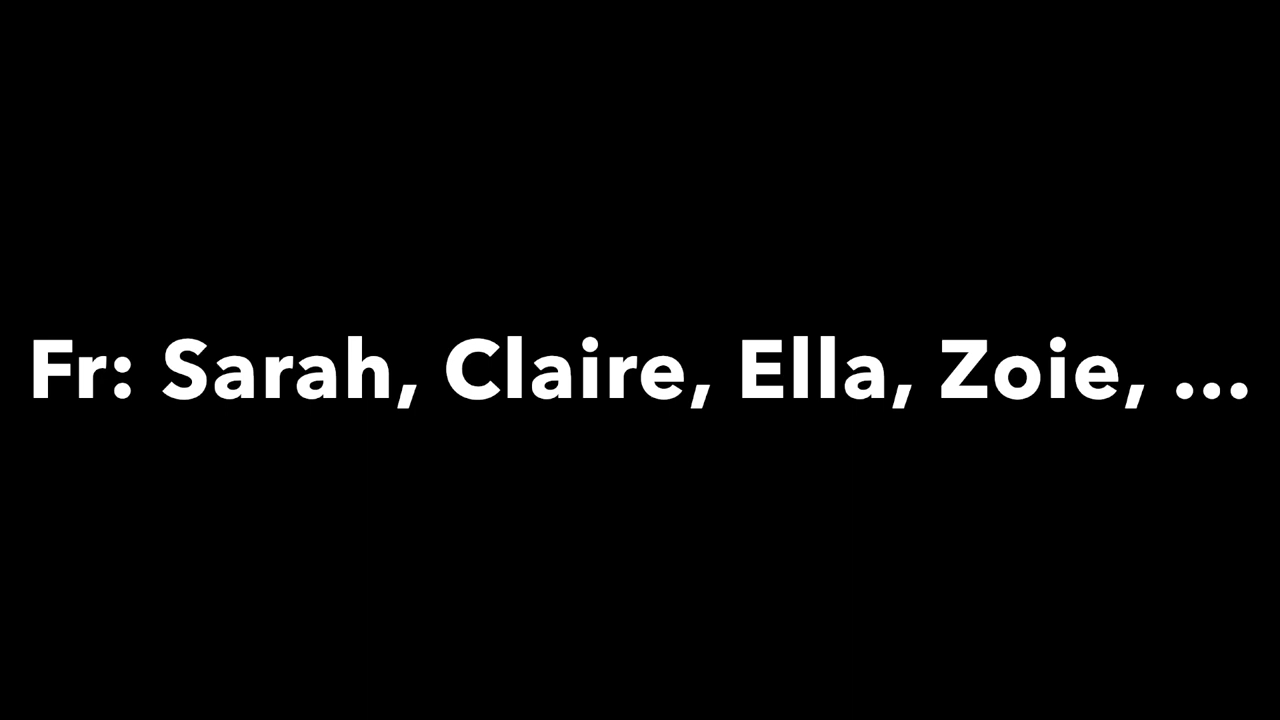 Fr: Sarah, Claire, Ella, Zoie, ...